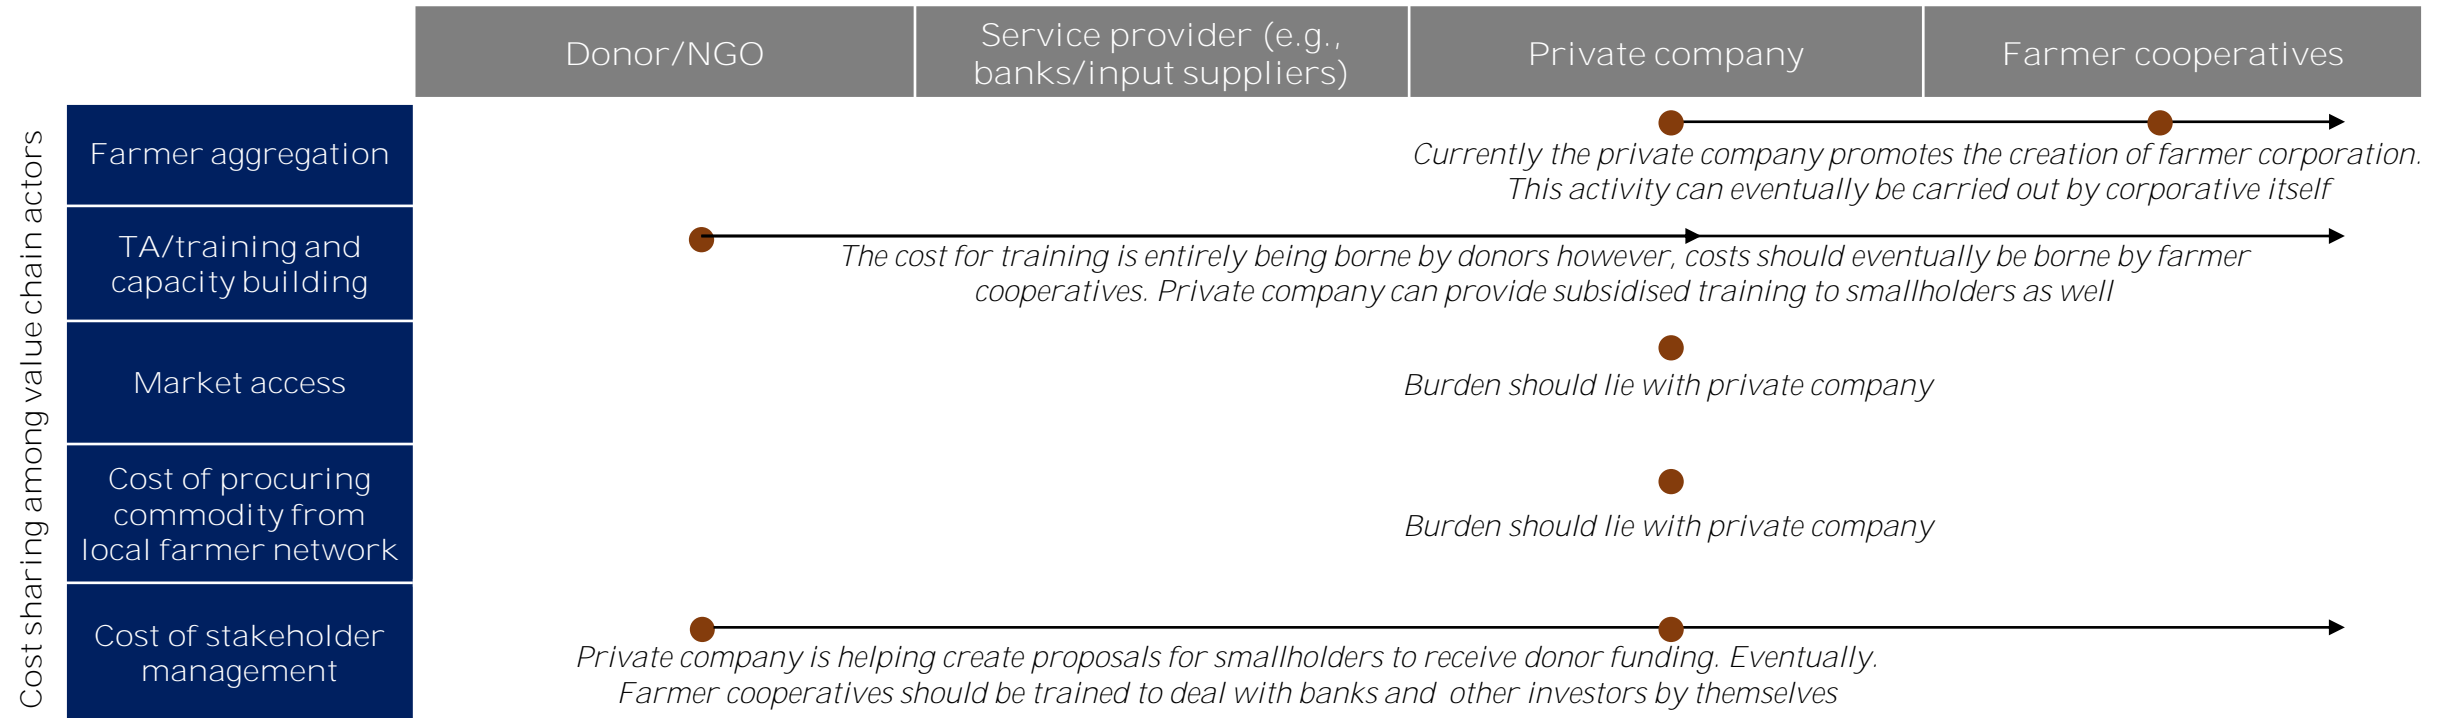 Donor/NGO
Service provider (e.g.,
banks/input suppliers)
Private company
Farmer cooperatives
Cost sharing among value chain actors
Farmer aggregation
Currently the private company promotes the creation of farmer corporation.
This activity can eventually be carried out by corporative itself
TA/training and
capacity building
The cost for training is entirely being borne by donors however, costs should eventually be borne by farmer
cooperatives. Private company can provide subsidised training to smallholders as well
Market access
Burden should lie with private company
Cost of procuring
commodity from
local farmer network
Burden should lie with private company
Cost of stakeholder
management
Private company is helping create proposals for smallholders to receive donor funding. Eventually.
Farmer cooperatives should be trained to deal with banks and other investors by themselves